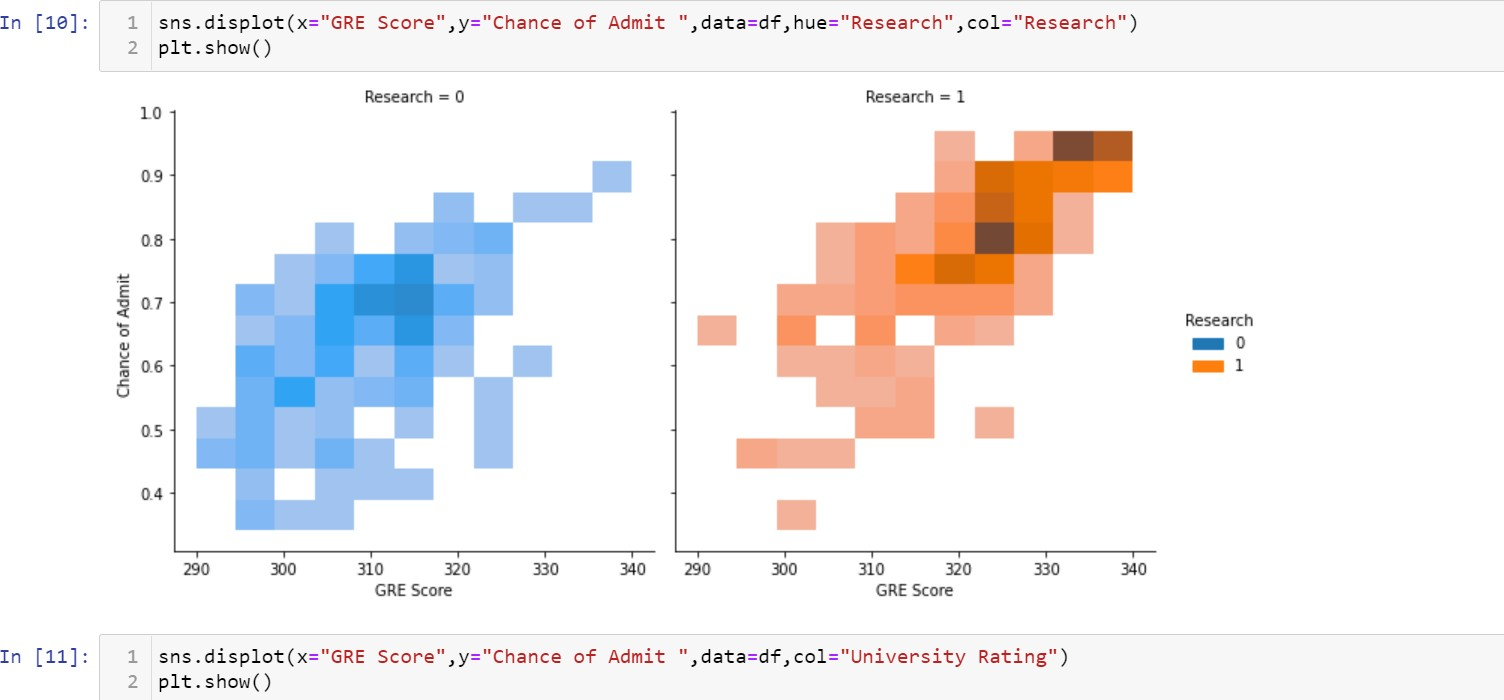 In [10]:
1 sns.displot(x="GRE Score",y="Chance of Admit ",data=df,hue="Research",col="Research")
2 plt.show()
Research = 0
Research = 1
1.0
0.9
0.8
0.7
0.6
0.5
0.4
Chance of Admit
290 300 310 320 330 340
GRE Score
290 300 310 320 330 340
GRE Score
Research
0
1
In [11]:
1 sns.displot(x="GRE Score",y="Chance of Admit ",data=df,col="University Rating")
2 plt.show()